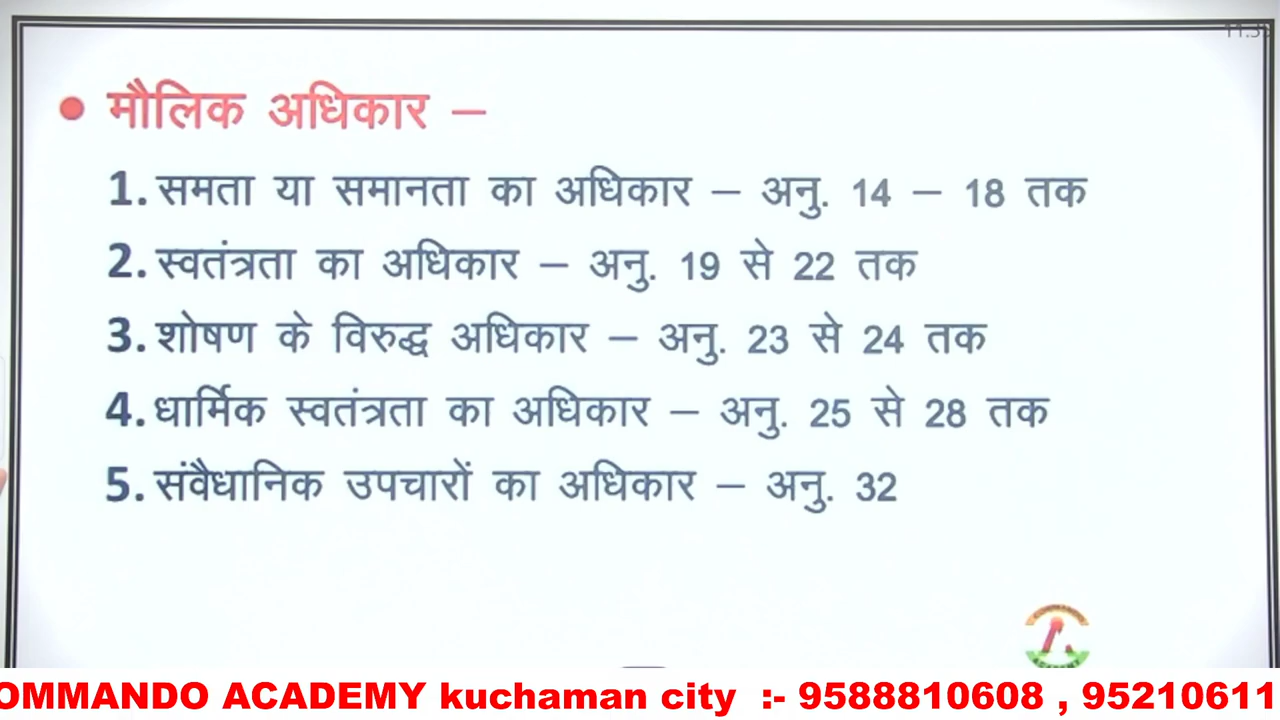 • मौलिक अधिकार –
1. समता या समानता का अधिकार – अनु. 14 – 18 तक
2. स्वतंत्रता का अधिकार – अनु. 19 से 22 तक
3. शोषण के विरुद्ध अधिकार – अनु. 23 से 24 तक
4. धार्मिक स्वतंत्रता का अधिकार – अनु. 25 से 28 तक
5. संवैधानिक उपचारों का अधिकार – अनु. 32
OMMANDO ACADEMY kuchaman city :- 9588810608 , 95210611